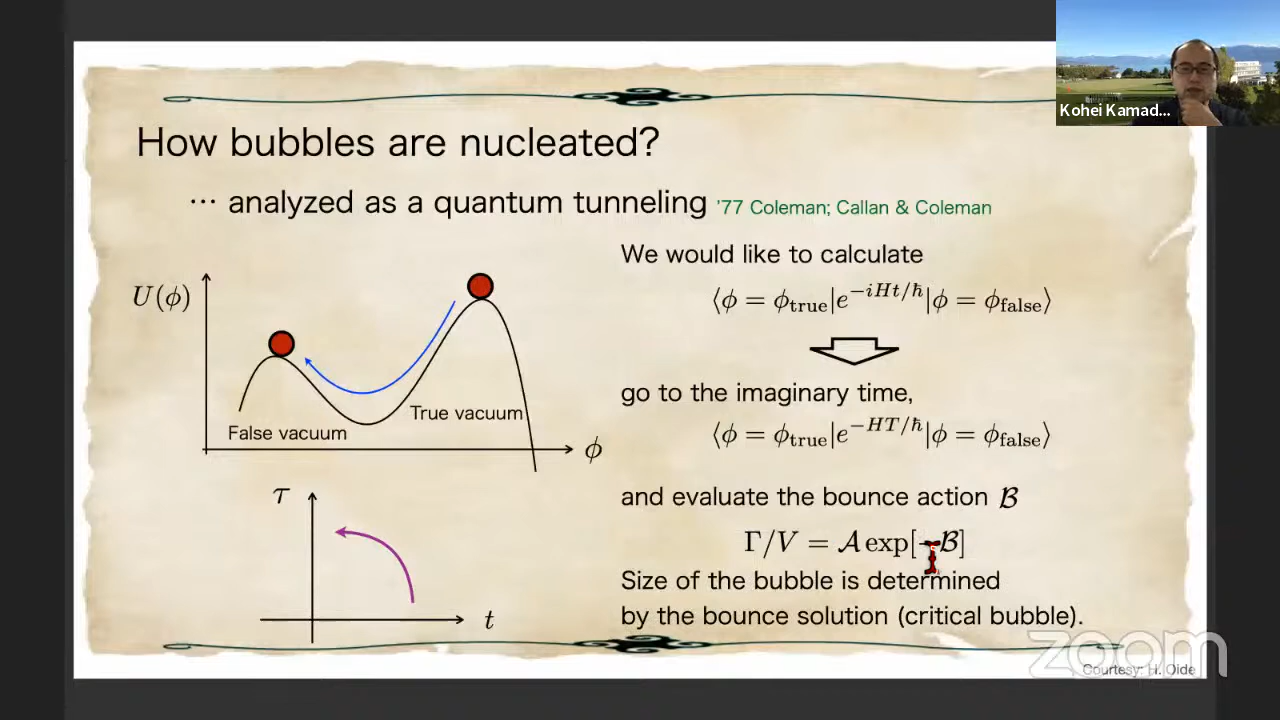 Kohei Kamad...
How bubbles are nucleated?
… analyzed as a quantum tunneling '77 Coleman; Callan & Coleman
We would like to calculate
U(ϕ)
⟨ϕ = ϕ_true|e^{-iHt/ħ}|ϕ = ϕ_false⟩
go to the imaginary time,
True vacuum
False vacuum
ϕ
⟨ϕ = ϕ_true|e^{-HT/ħ}|ϕ = ϕ_false⟩
τ
and evaluate the bounce action ℬ
Γ/V = 𝒜 exp[-ℬ]
Size of the bubble is determined
by the bounce solution (critical bubble).
t
zoom
Courtesy: H. Oide